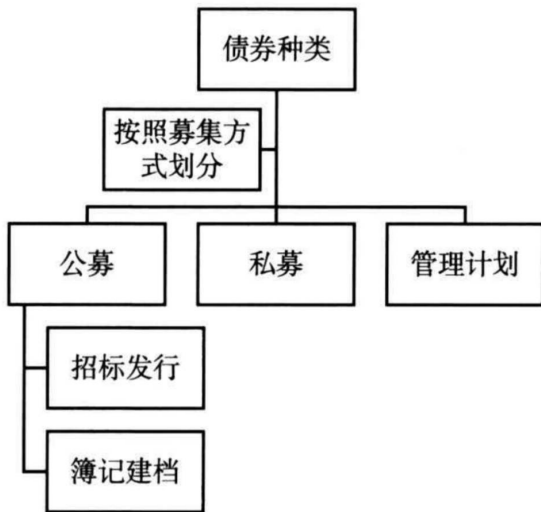 债券种类
按照募集方
式划分
公募
私募
管理计划
招标发行
簿记建档